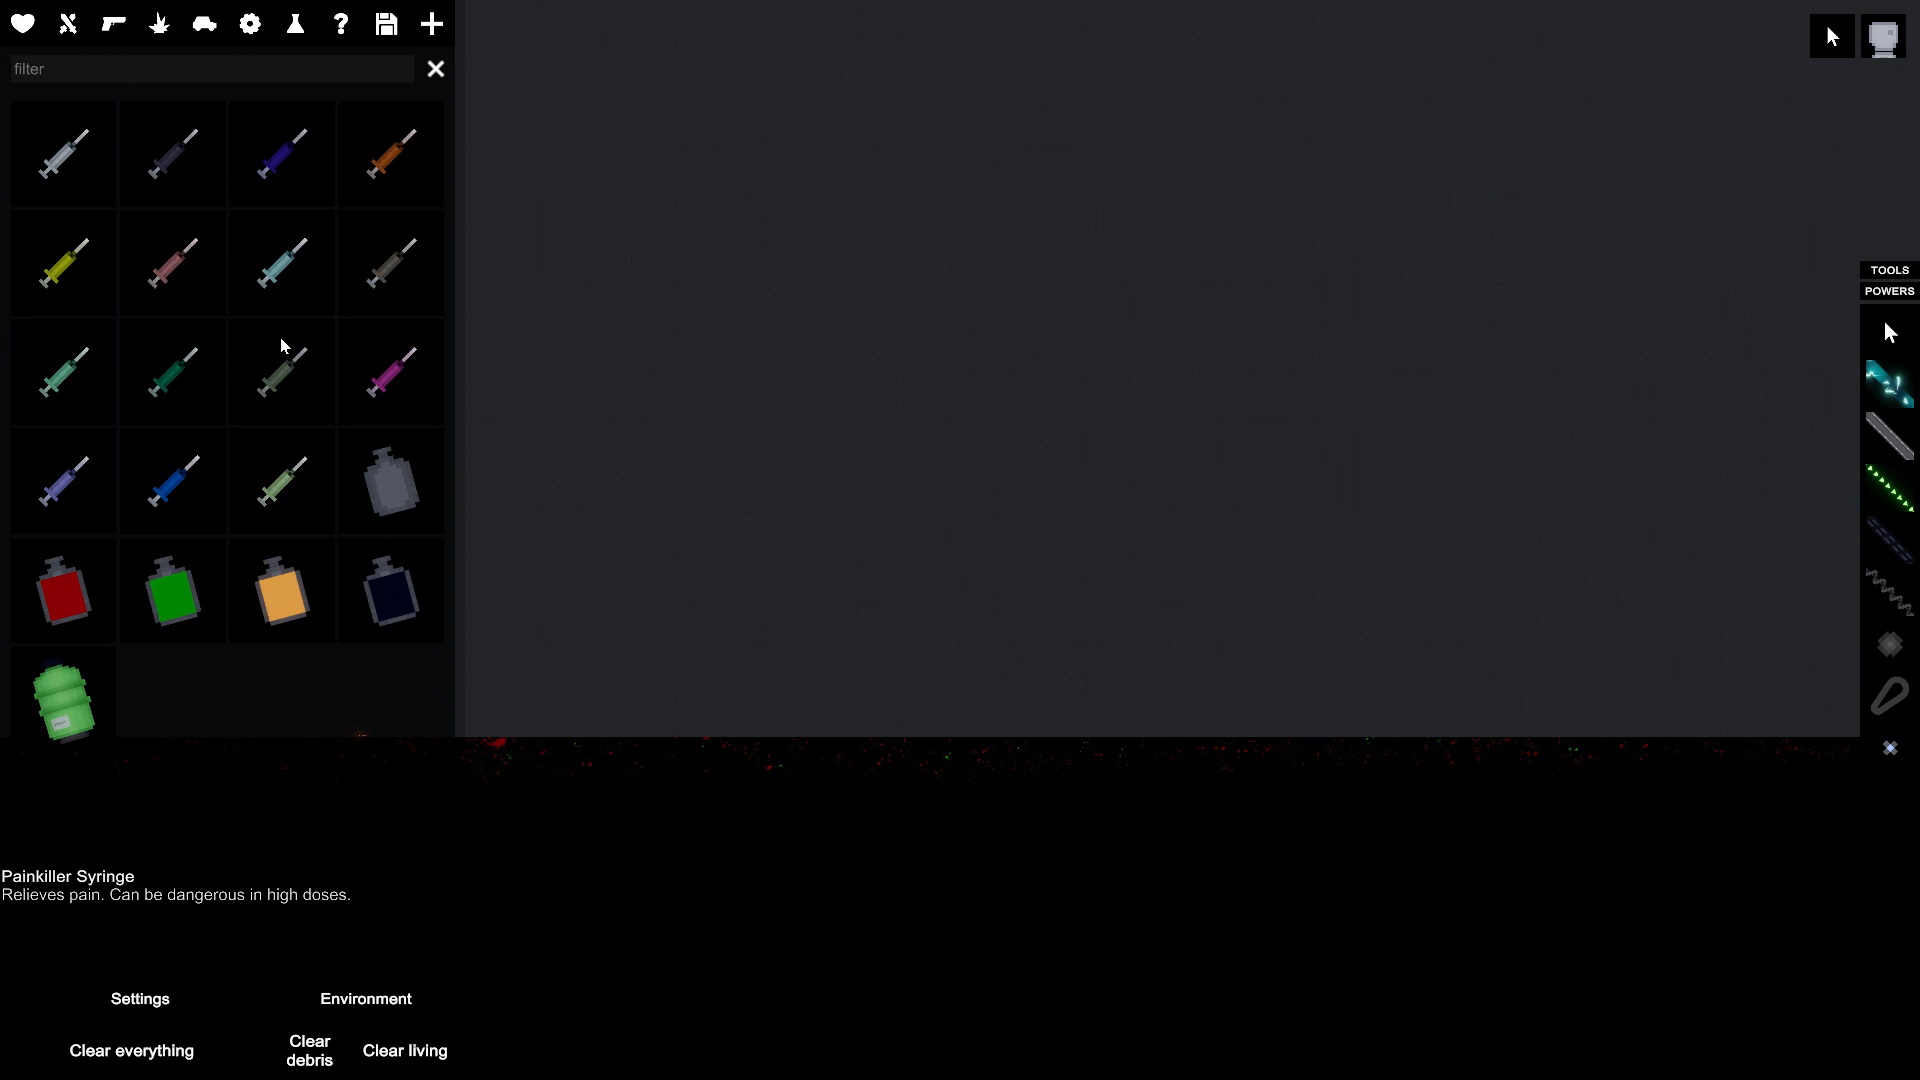 filter
TOOLS
POWERS
Painkiller Syringe
Relieves pain. Can be dangerous in high doses.
Settings
Environment
Clear everything
Clear
debris
Clear living